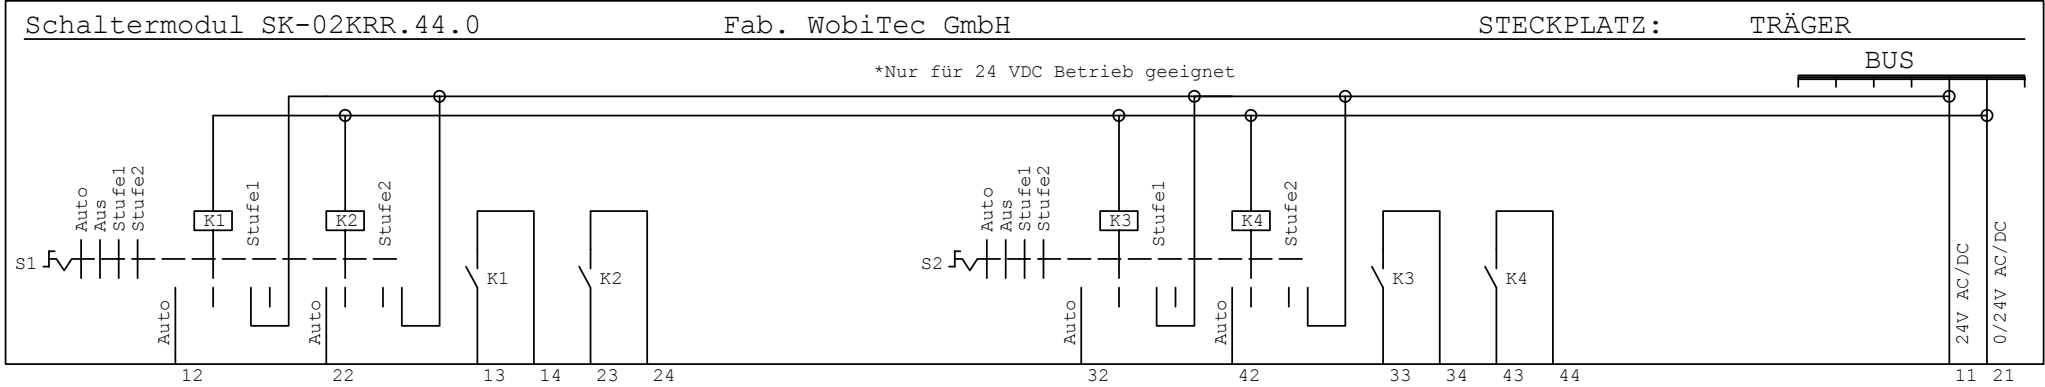 Schaltermodul SK-02KRR.44.0 Fab. WobiTec GmbH STECKPLATZ: TRÄGER
BUS
*Nur für 24 VDC Betrieb geeignet
Auto Aus Stufe1 Stufe2 K1 Stufe1 K2 Stufe2 Auto Aus Stufe1 Stufe2 K3 Stufe1 K4 Stufe2
S1 K1 K2 S2 K3 K4
Auto Auto Auto Auto 24V AC/DC 0/24V AC/DC
12 22 13 14 23 24 32 42 33 34 43 44 11 21